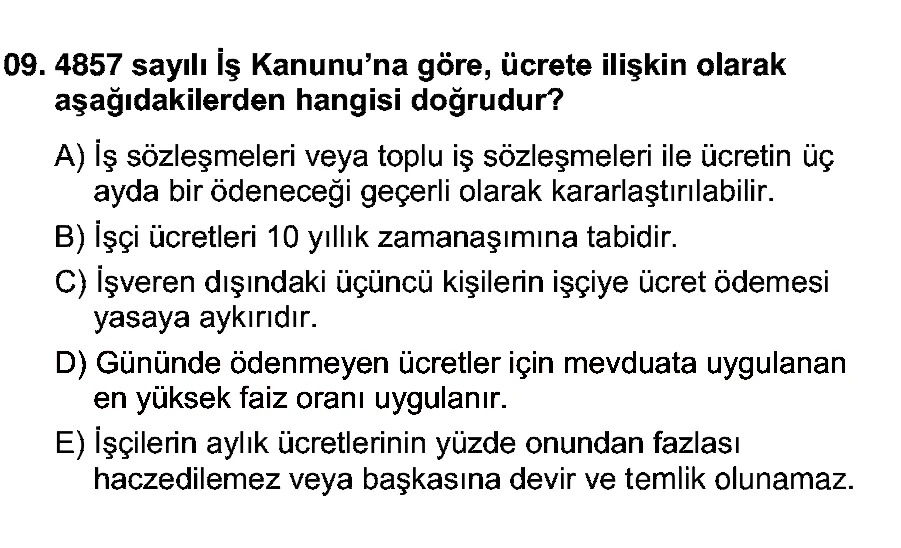 09. 4857 sayılı İş Kanunu’na göre, ücrete ilişkin olarak
aşağıdakilerden hangisi doğrudur?
A) İş sözleşmeleri veya toplu iş sözleşmeleri ile ücretin üç
ayda bir ödeneceği geçerli olarak kararlaştırılabilir.
B) İşçi ücretleri 10 yıllık zamanaşımına tabidir.
C) İşveren dışındaki üçüncü kişilerin işçiye ücret ödemesi
yasaya aykırıdır.
D) Gününde ödenmeyen ücretler için mevduata uygulanan
en yüksek faiz oranı uygulanır.
E) İşçilerin aylık ücretlerinin yüzde onundan fazlası
haczedilemez veya başkasına devir ve temlik olunamaz.